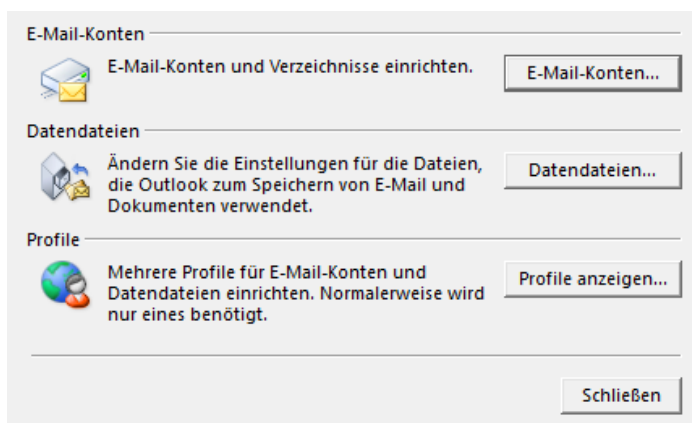 E-Mail-Konten
E-Mail-Konten und Verzeichnisse einrichten.
E-Mail-Konten...
Datendateien
Ändern Sie die Einstellungen für die Dateien,
die Outlook zum Speichern von E-Mail und
Dokumenten verwendet.
Datendateien...
Profile
Mehrere Profile für E-Mail-Konten und
Datendateien einrichten. Normalerweise wird
nur eines benötigt.
Profile anzeigen...
Schließen